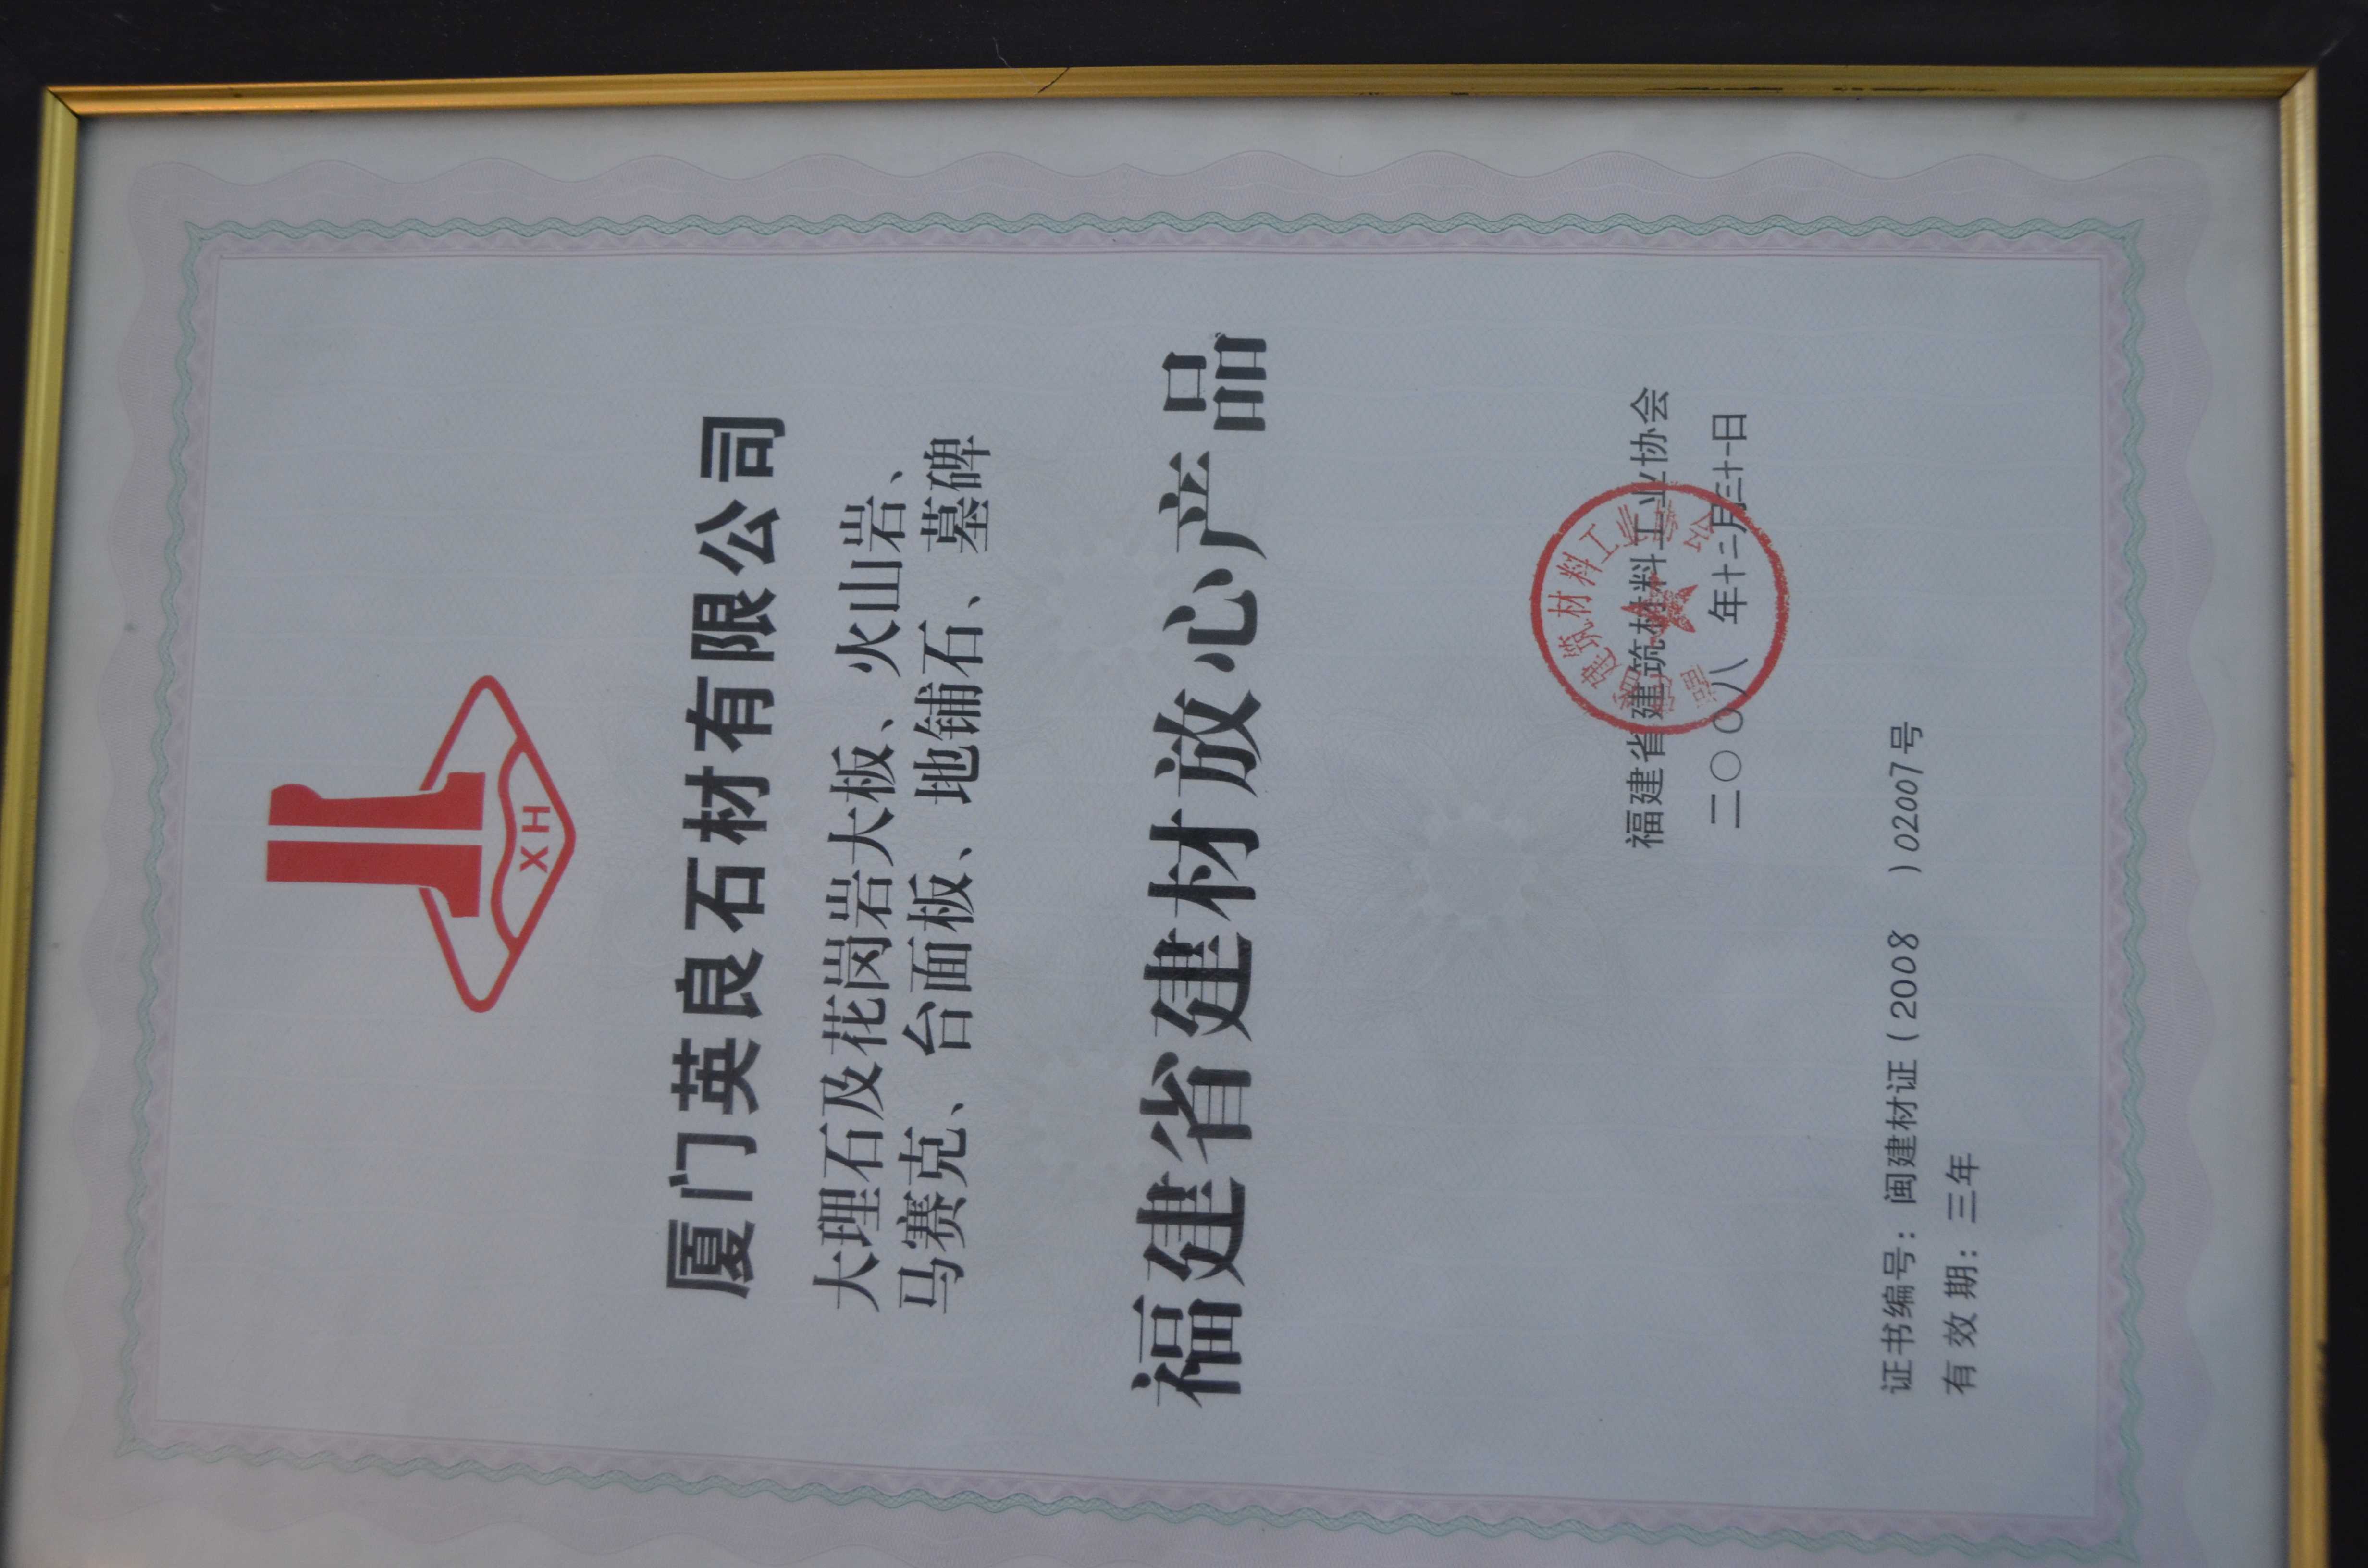 XH
厦门英良石材有限公司
大理石及花岗岩大板、火山岩、
马赛克、台面板、地铺石、墓碑
福建省建材放心产品
福建省建筑材料工业协会
二〇〇八年十二月三十一日
证书编号：闽建材证(2008)02007号
有效期：三年